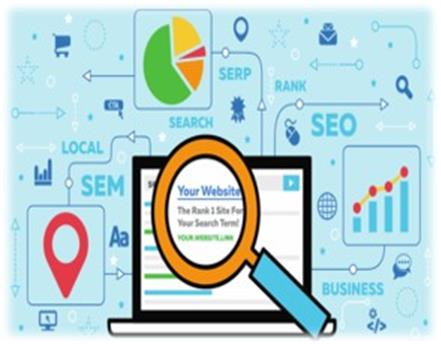 SERP
RANK
SEARCH
SEO
LOCAL
SEM
Your Website
The Rank 1 Site For
Your Search Term!
YOUR.WEBSITE.LINK
Aa
BUSINESS